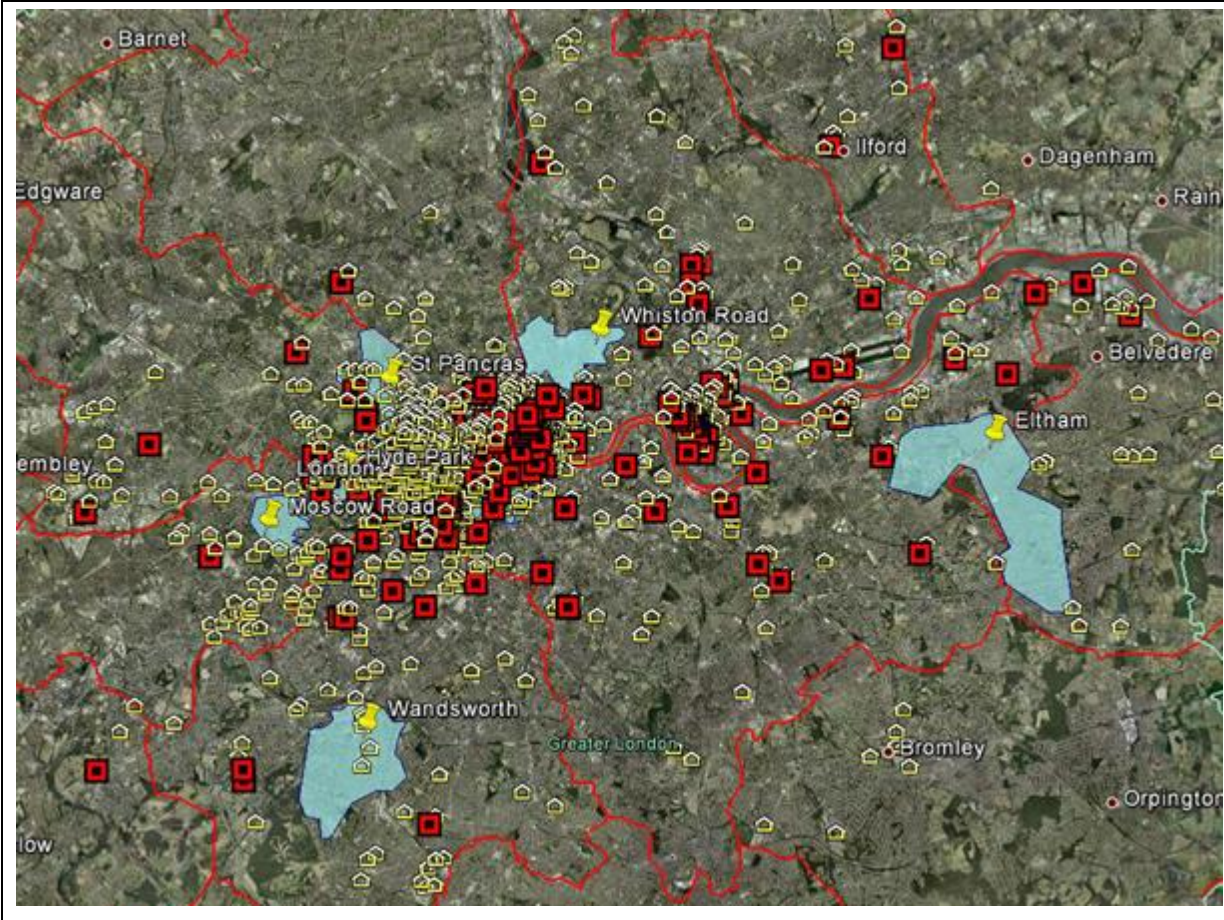 Barnet
Ilford
Dagenham
Edgware
Rain
Whiston Road
Belvedere
St Pancras
Eltham
Hyde Park
embley
London
Moscow Road
Wandsworth
Greater London
Bromley
Orpington
low